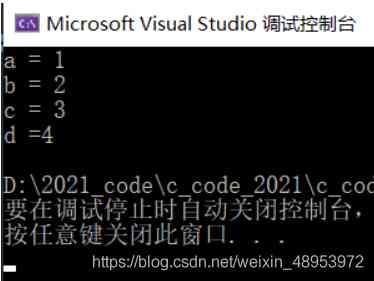 Microsoft Visual Studio 调试控制台
a = 1
b = 2
c = 3
d =4
D:\2021_code\c_code_2021\c_cod
要在调试停止时自动关闭控制台，
按任意键关闭此窗口. . .
https://blog.csdn.net/weixin_48953972